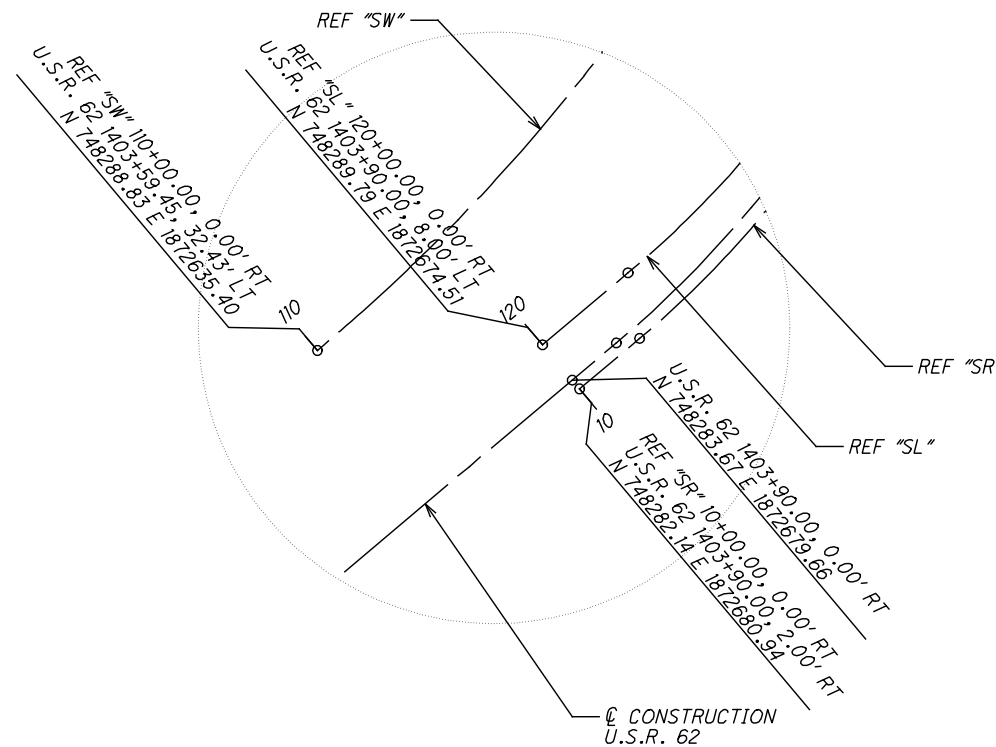 REF "SW"
REF "SW" 110+00.00, 0.00' RT
U.S.R. 62 1403+59.45, 32.43' LT
N 748288.83 E 1872635.40
110
REF "SL" 120+00.00, 0.00' RT
U.S.R. 62 1403+90.00, 8.00' LT
N 748289.79 E 1872674.51
120
REF "SR
REF "SL"
U.S.R. 62 1403+90.00, 0.00' RT
N 748283.67 E 1872679.66
10
REF "SR" 10+00.00, 0.00' RT
U.S.R. 62 1403+90.00, 2.00' RT
N 748282.14 E 1872680.94
℄ CONSTRUCTION
U.S.R. 62